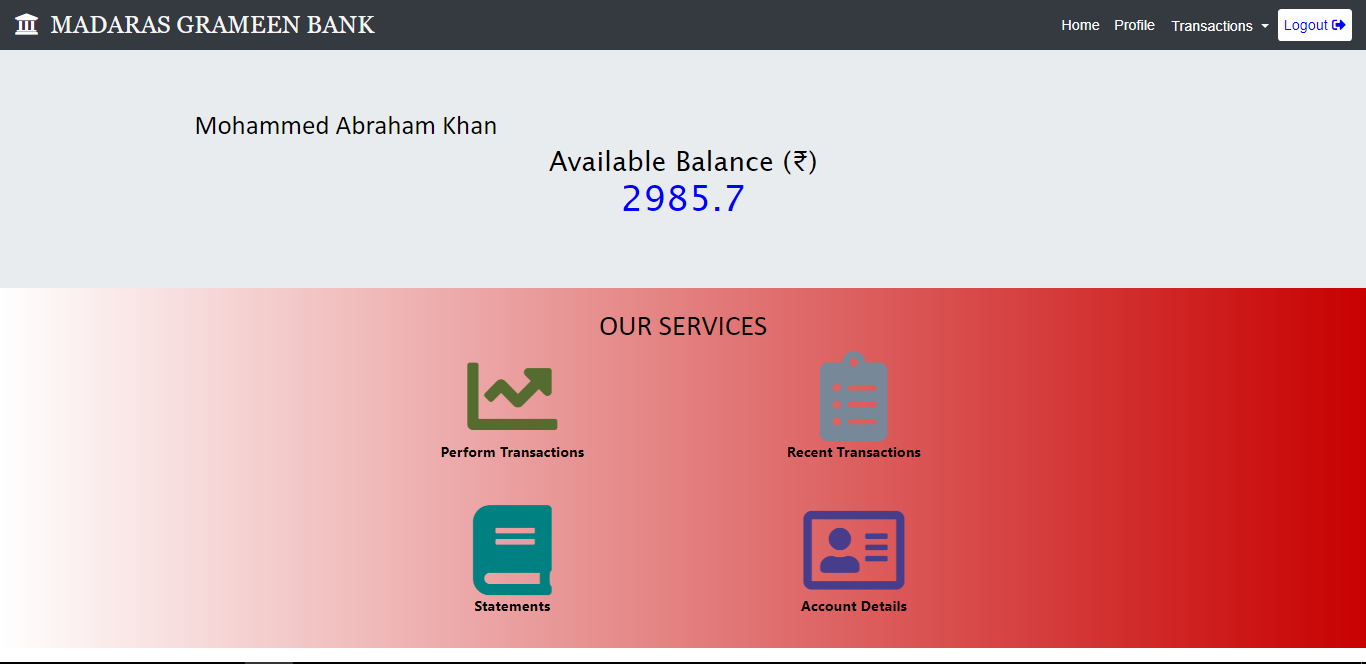 MADARAS GRAMEEN BANK
Home Profile Transactions Logout
Mohammed Abraham Khan
Available Balance (₹)
2985.7
OUR SERVICES
Perform Transactions
Recent Transactions
Statements
Account Details